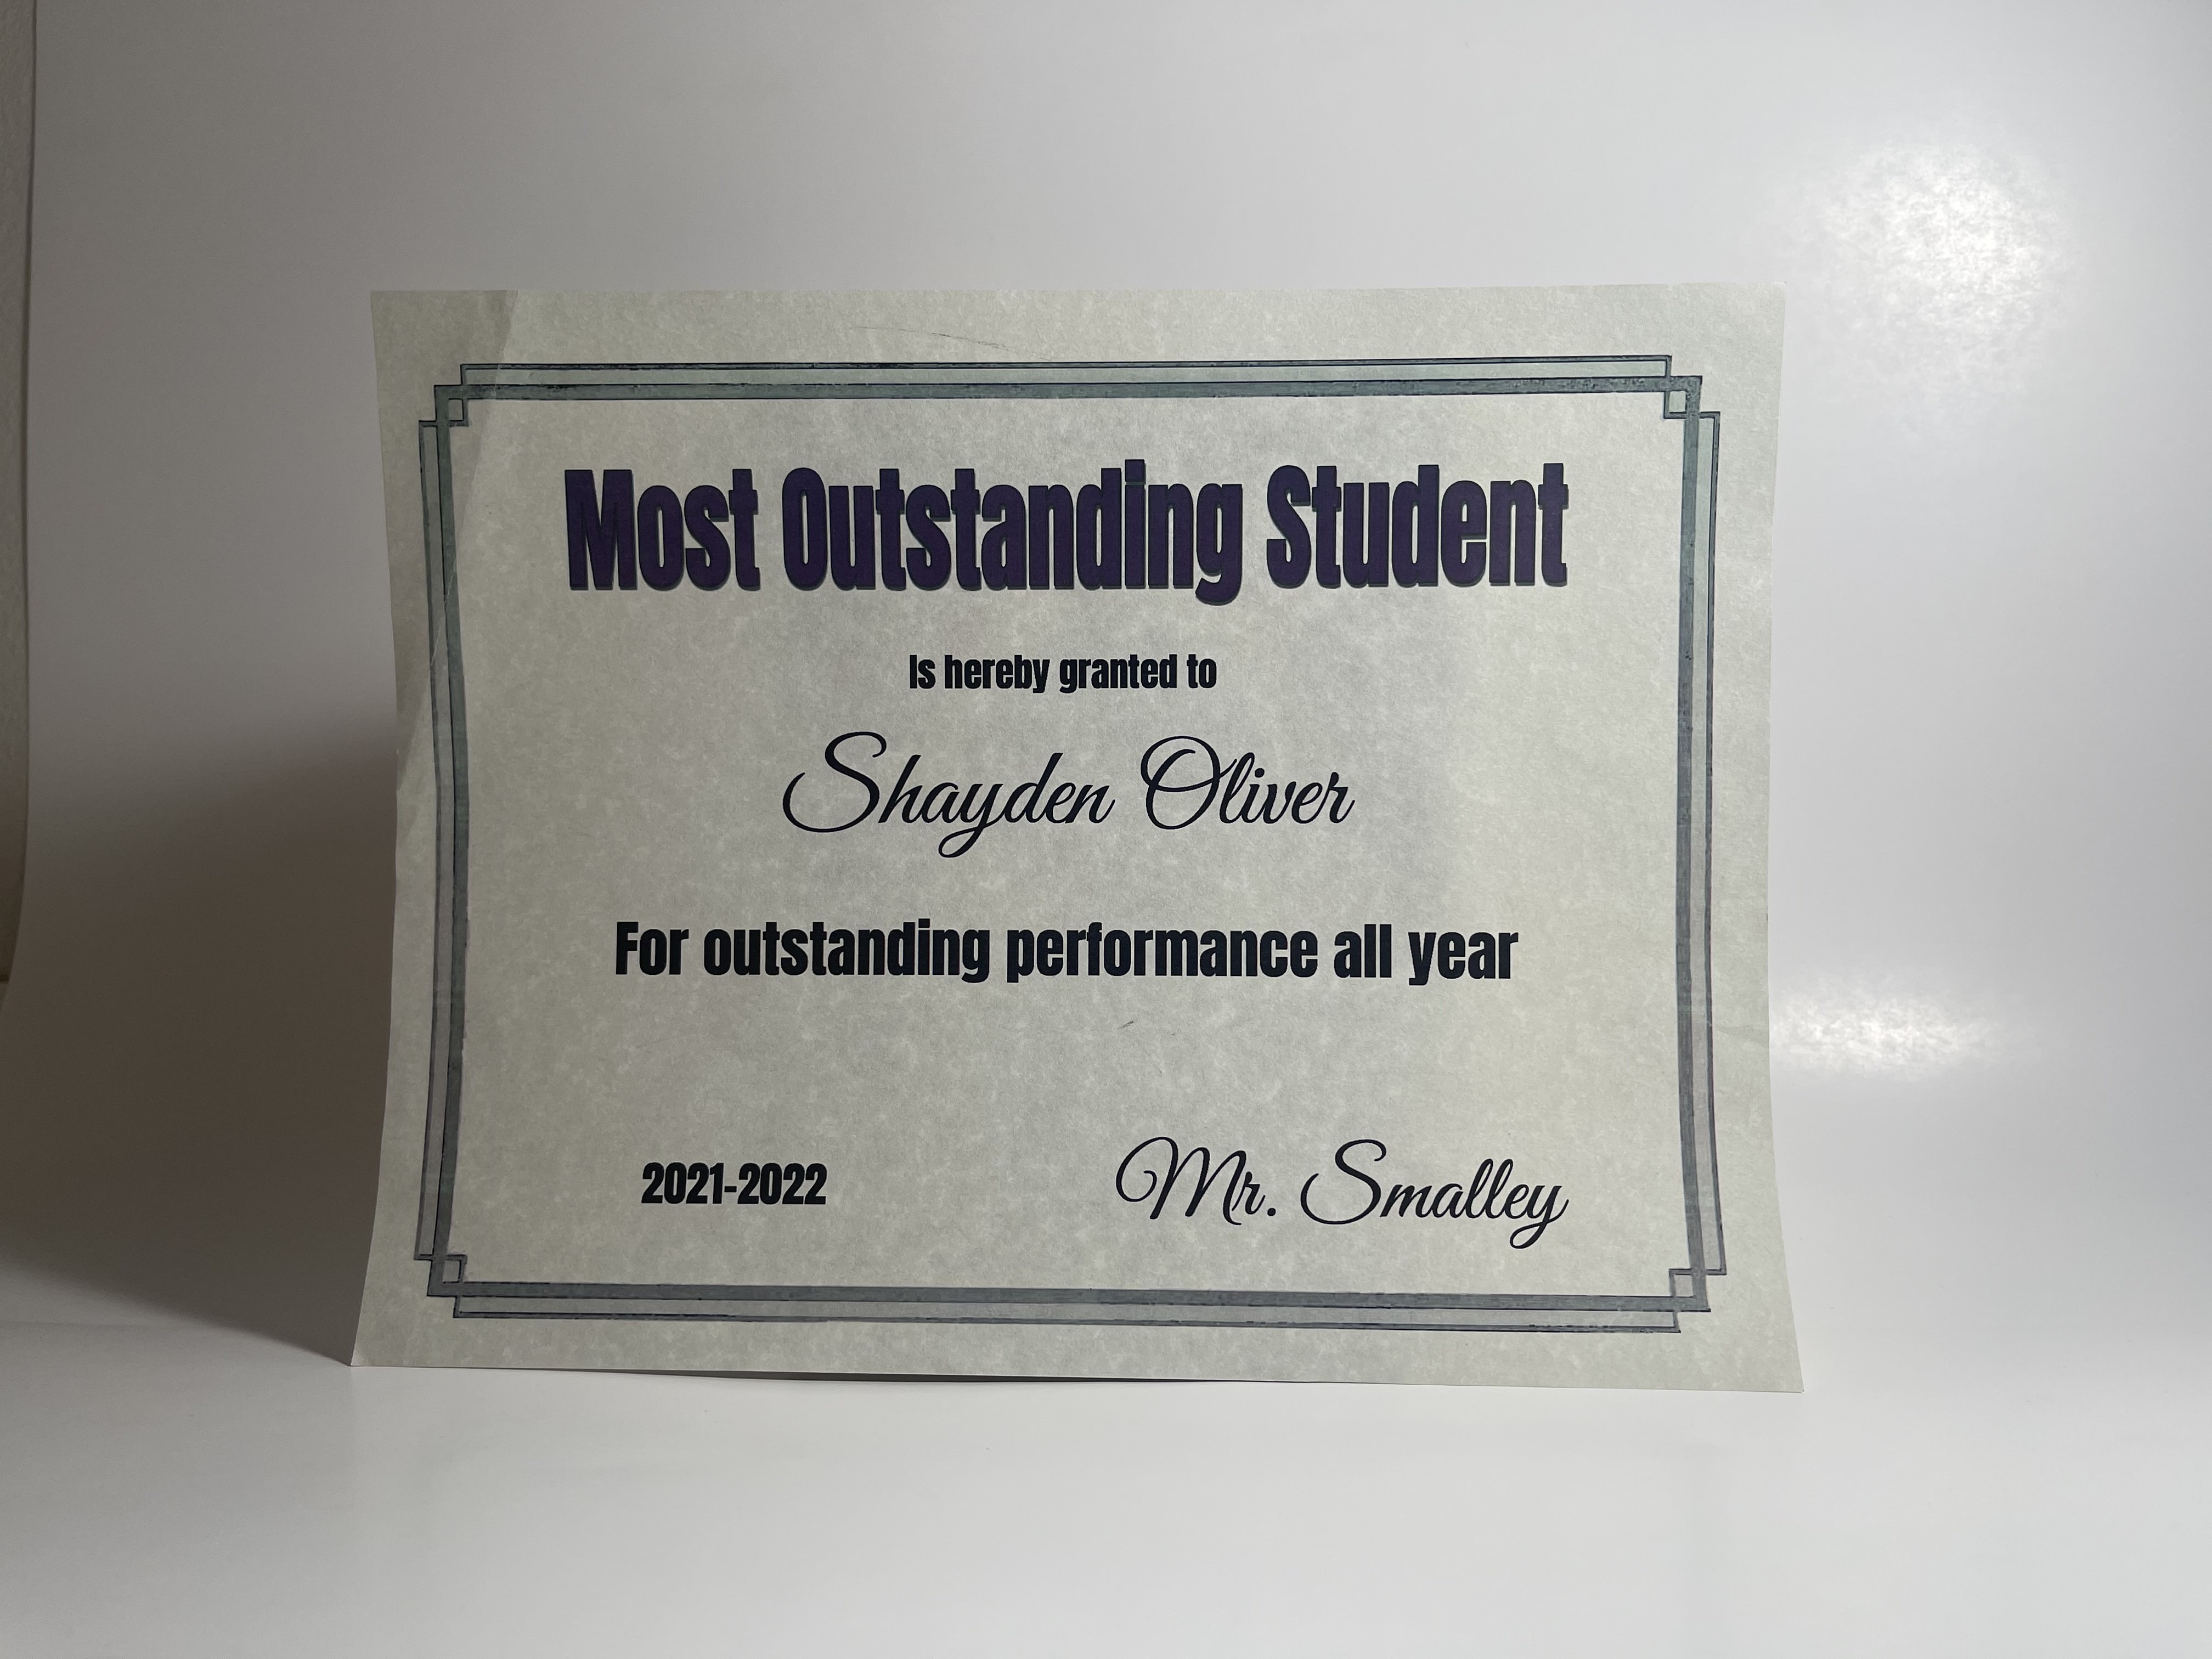 Most Outstanding Student
Is hereby granted to
Shayden Oliver
For outstanding performance all year
2021-2022 Mr. Smalley